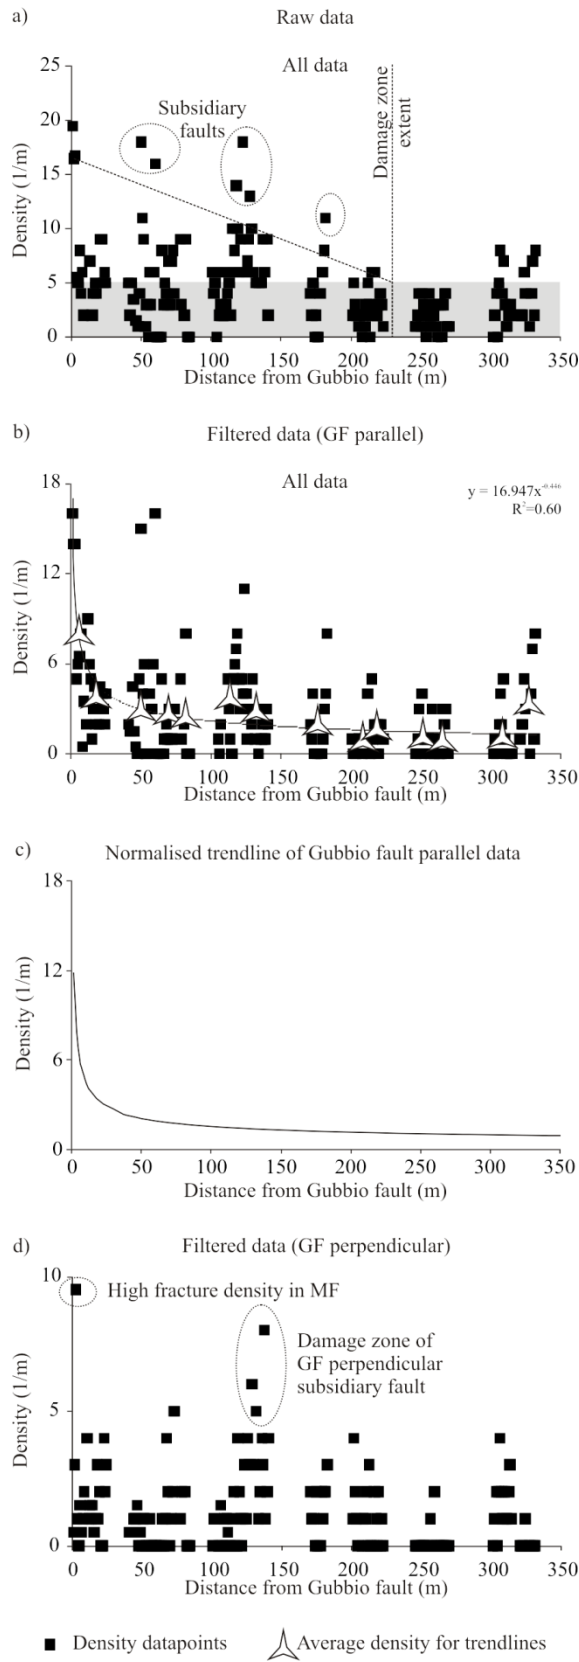 a)
Raw data
25
20
15
10
5
0
Density (1/m)
All data
Subsidiary
faults
Damage zone
extent
0 50 100 150 200 250 300 350
Distance from Gubbio fault (m)
b)
Filtered data (GF parallel)
18
12
6
0
Density (1/m)
All data
y = 16.947x^-0.446
R²=0.60
0 50 100 150 200 250 300 350
Distance from Gubbio fault (m)
c)
Normalised trendline of Gubbio fault parallel data
18
12
6
0
Density (1/m)
0 50 100 150 200 250 300 350
Distance from Gubbio fault (m)
d)
Filtered data (GF perpendicular)
10
5
0
Density (1/m)
High fracture density in MF
Damage zone of
GF perpendicular
subsidiary fault
0 50 100 150 200 250 300 350
Distance from Gubbio fault (m)
Density datapoints
Average density for trendlines